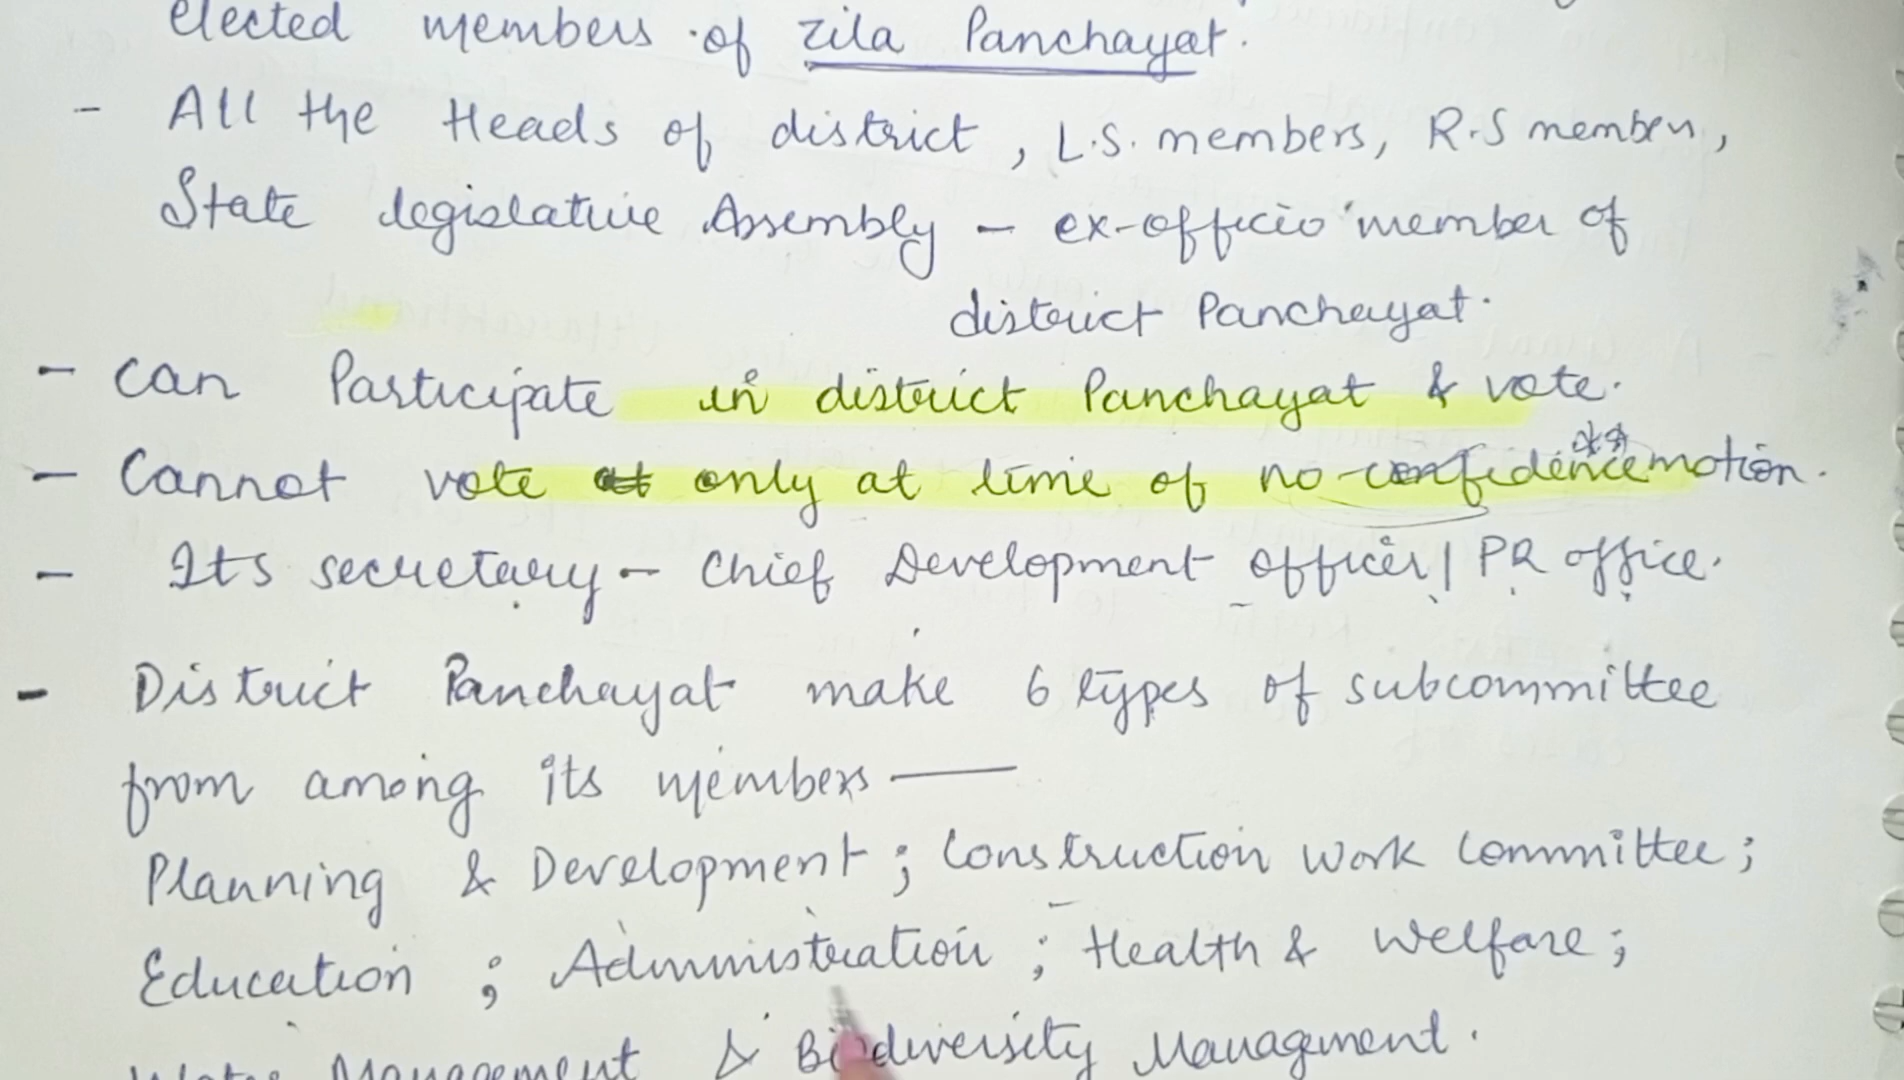 elected members of Zila Panchayat.
- All the Heads of district, L.S. members, R.S members,
State legislative Assembly - ex-officio member of
district Panchayat.
- Can Participate in district Panchayat & vote.
- Cannot vote only at time of no-confidence motion.
- Its secretary - Chief Development officer | PR office.
- District Panchayat make 6 types of subcommittee
from among its members ——
Planning & Development ; Construction work Committee ;
Education ; Administration ; Health & Welfare ;
Water Management & Biodiversity Managment.